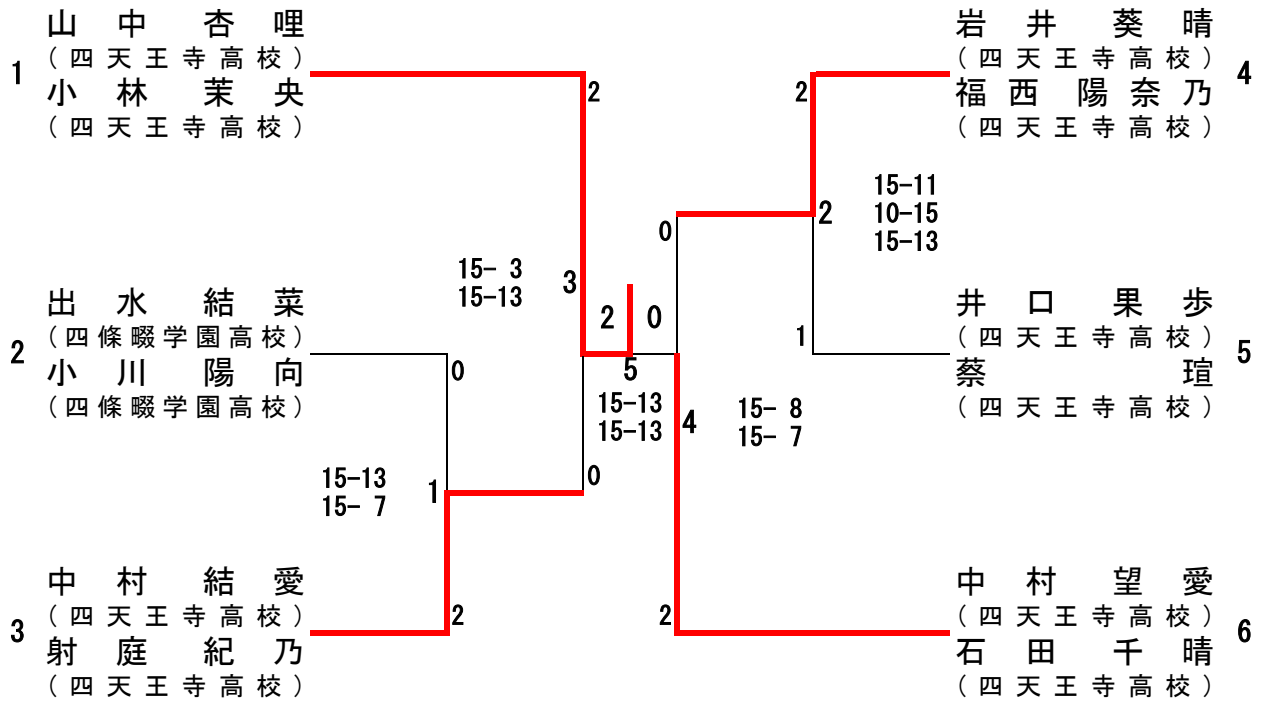 1
山中 杏哩
(四天王寺高校)
小林 茉央
(四天王寺高校)
2
出水 結菜
(四條畷学園高校)
小川 陽向
(四條畷学園高校)
3
中村 結愛
(四天王寺高校)
射庭 紀乃
(四天王寺高校)
2
15- 3
15-13
3
0
15-13
15- 7
1
2
0
2
0
5
15-13
15-13
0
2
15-11
10-15
15-13
2
1
15- 8
15- 7
4
2
岩井 葵晴
(四天王寺高校)
福西 陽奈乃
(四天王寺高校)
4
井口 果歩
(四天王寺高校)
蔡 瑄
(四天王寺高校)
5
中村 望愛
(四天王寺高校)
石田 千晴
(四天王寺高校)
6